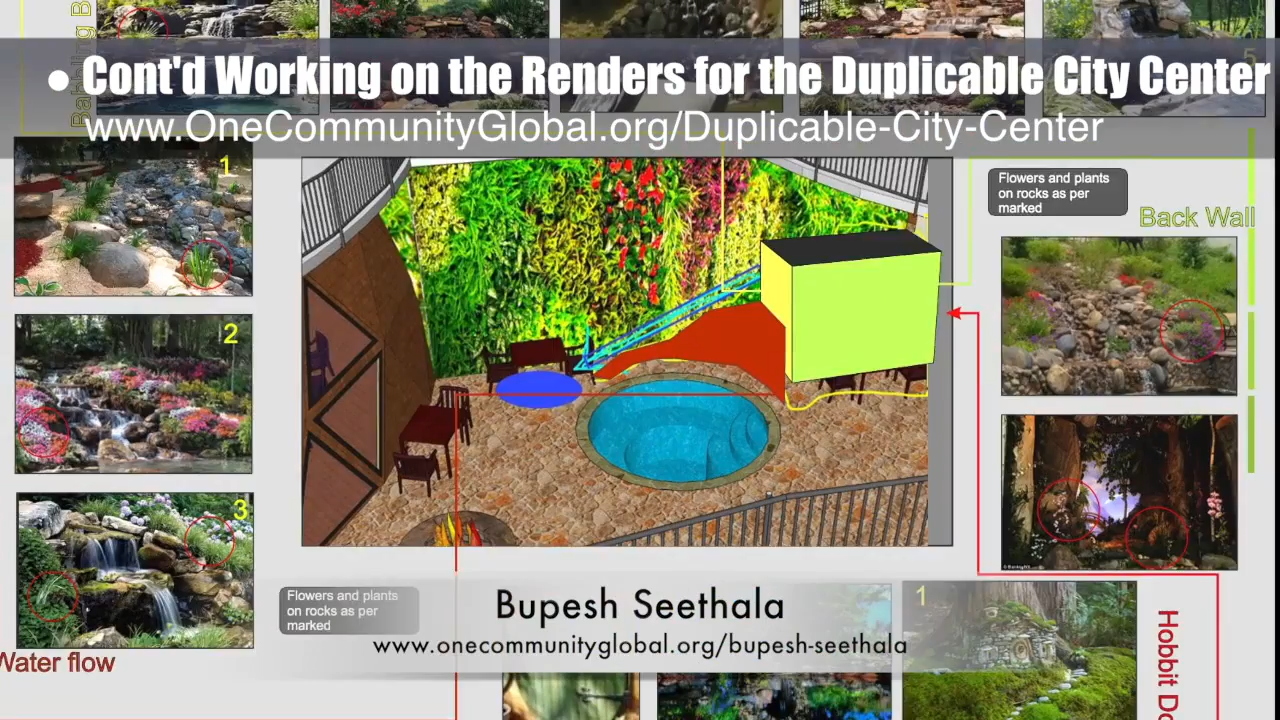 • Cont'd Working on the Renders for the Duplicable City Center
www.OneCommunityGlobal.org/Duplicable-City-Center
5
1
Flowers and plants
on rocks as per
marked
Back Wall
2
3
Flowers and plants
on rocks as per
marked
Water flow
Bupesh Seethala
www.onecommunityglobal.org/bupesh-seethala
1
Hobbit